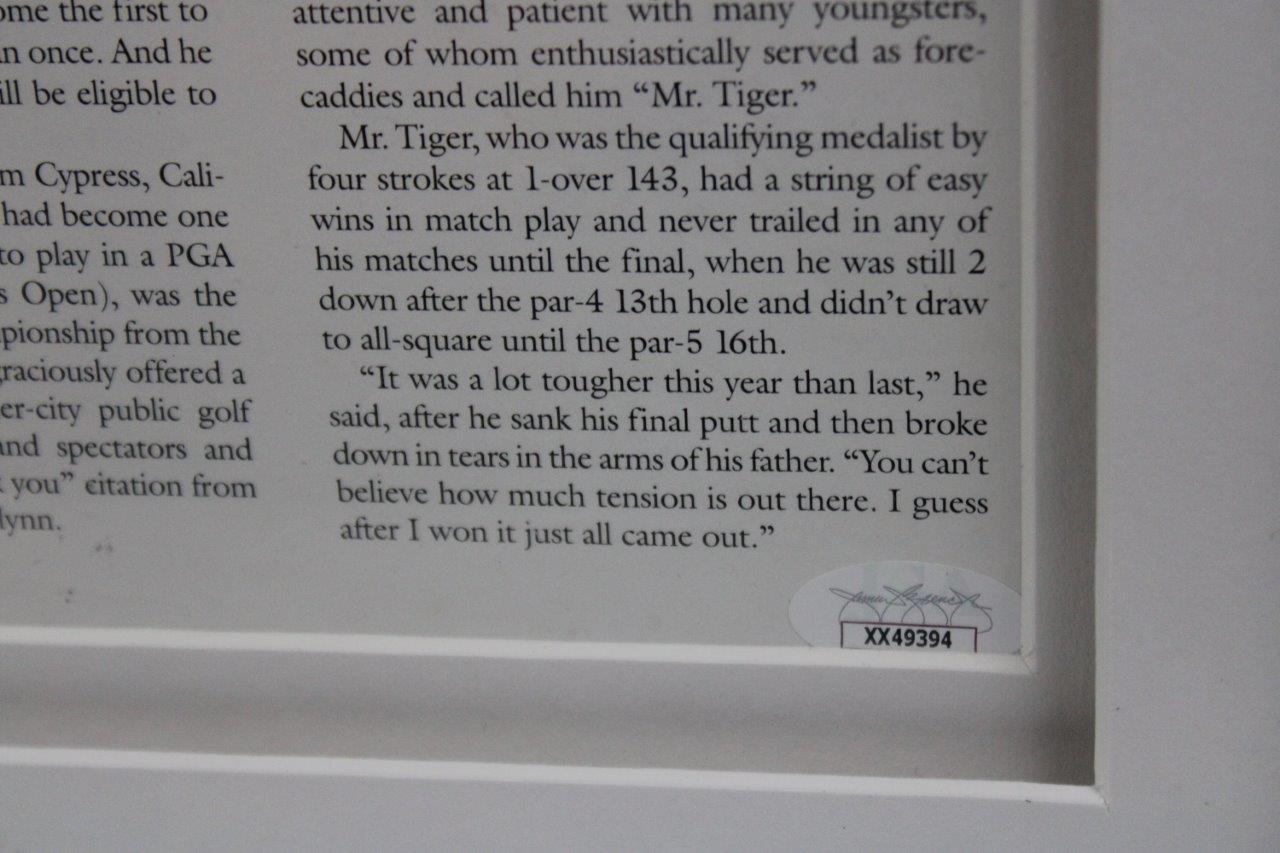 ome the first to
n once. And he
ill be eligible to
m Cypress, Cali-
had become one
to play in a PGA
s Open), was the
pionship from the
raciously offered a
er-city public golf
and spectators and
you” citation from
lynn.
attentive and patient with many youngsters,
some of whom enthusiastically served as fore-
caddies and called him “Mr. Tiger.”
Mr. Tiger, who was the qualifying medalist by
four strokes at 1-over 143, had a string of easy
wins in match play and never trailed in any of
his matches until the final, when he was still 2
down after the par-4 13th hole and didn’t draw
to all-square until the par-5 16th.
“It was a lot tougher this year than last,” he
said, after he sank his final putt and then broke
down in tears in the arms of his father. “You can’t
believe how much tension is out there. I guess
after I won it just all came out.”
XX49394